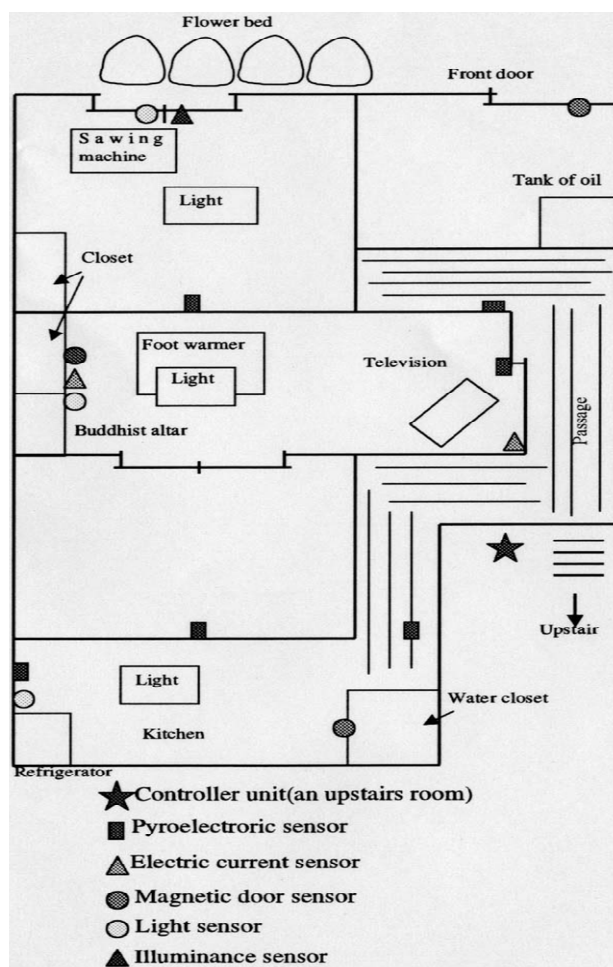 Flower bed
Front door
Sawing
machine
Light
Tank of oil
Closet
Foot warmer
Light
Television
Buddhist altar
Passage
Upstair
Light
Water closet
Kitchen
Refrigerator
Controller unit(an upstairs room)
Pyroelectroric sensor
Electric current sensor
Magnetic door sensor
Light sensor
Illuminance sensor